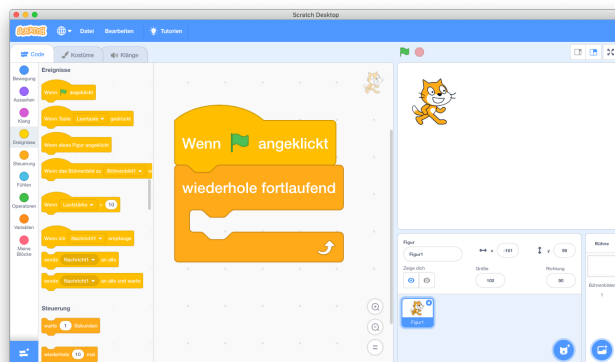 Scratch Desktop
SCRATCH
Datei Bearbeiten Tutorien
Code Kostüme Klänge
Bewegung
Aussehen
Klang
Ereignisse
Steuerung
Fühlen
Operatoren
Variablen
Meine Blöcke
Ereignisse
Wenn angeklickt
Wenn Taste Leertaste gedrückt
Wenn diese Figur angeklickt
Wenn das Bühnenbild zu Bühnenbild1
Wenn Lautstärke > 10
Wenn ich Nachricht1 empfange
sende Nachricht1 an alle
sende Nachricht1 an alle und warte
Steuerung
warte 1 Sekunden
wiederhole 10 mal
Wenn angeklickt
wiederhole fortlaufend
Figur
Figur1
x -161
y 96
Zeige dich
Größe
100
Richtung
90
Figur1
Bühne
Bühnenbilder
1